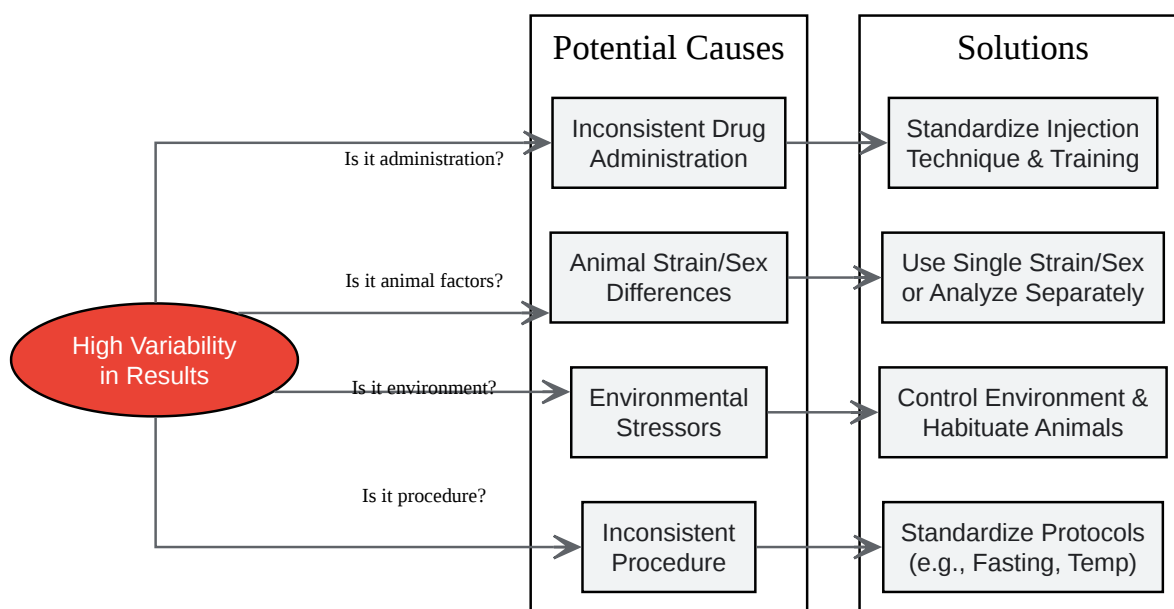 Potential Causes
Solutions
Inconsistent Drug
Administration
Standardize Injection
Technique & Training
Is it administration?
Animal Strain/Sex
Differences
Use Single Strain/Sex
or Analyze Separately
Is it animal factors?
High Variability
in Results
Is it environment?
Environmental
Stressors
Control Environment &
Habituate Animals
Is it procedure?
Inconsistent
Procedure
Standardize Protocols
(e.g., Fasting, Temp)